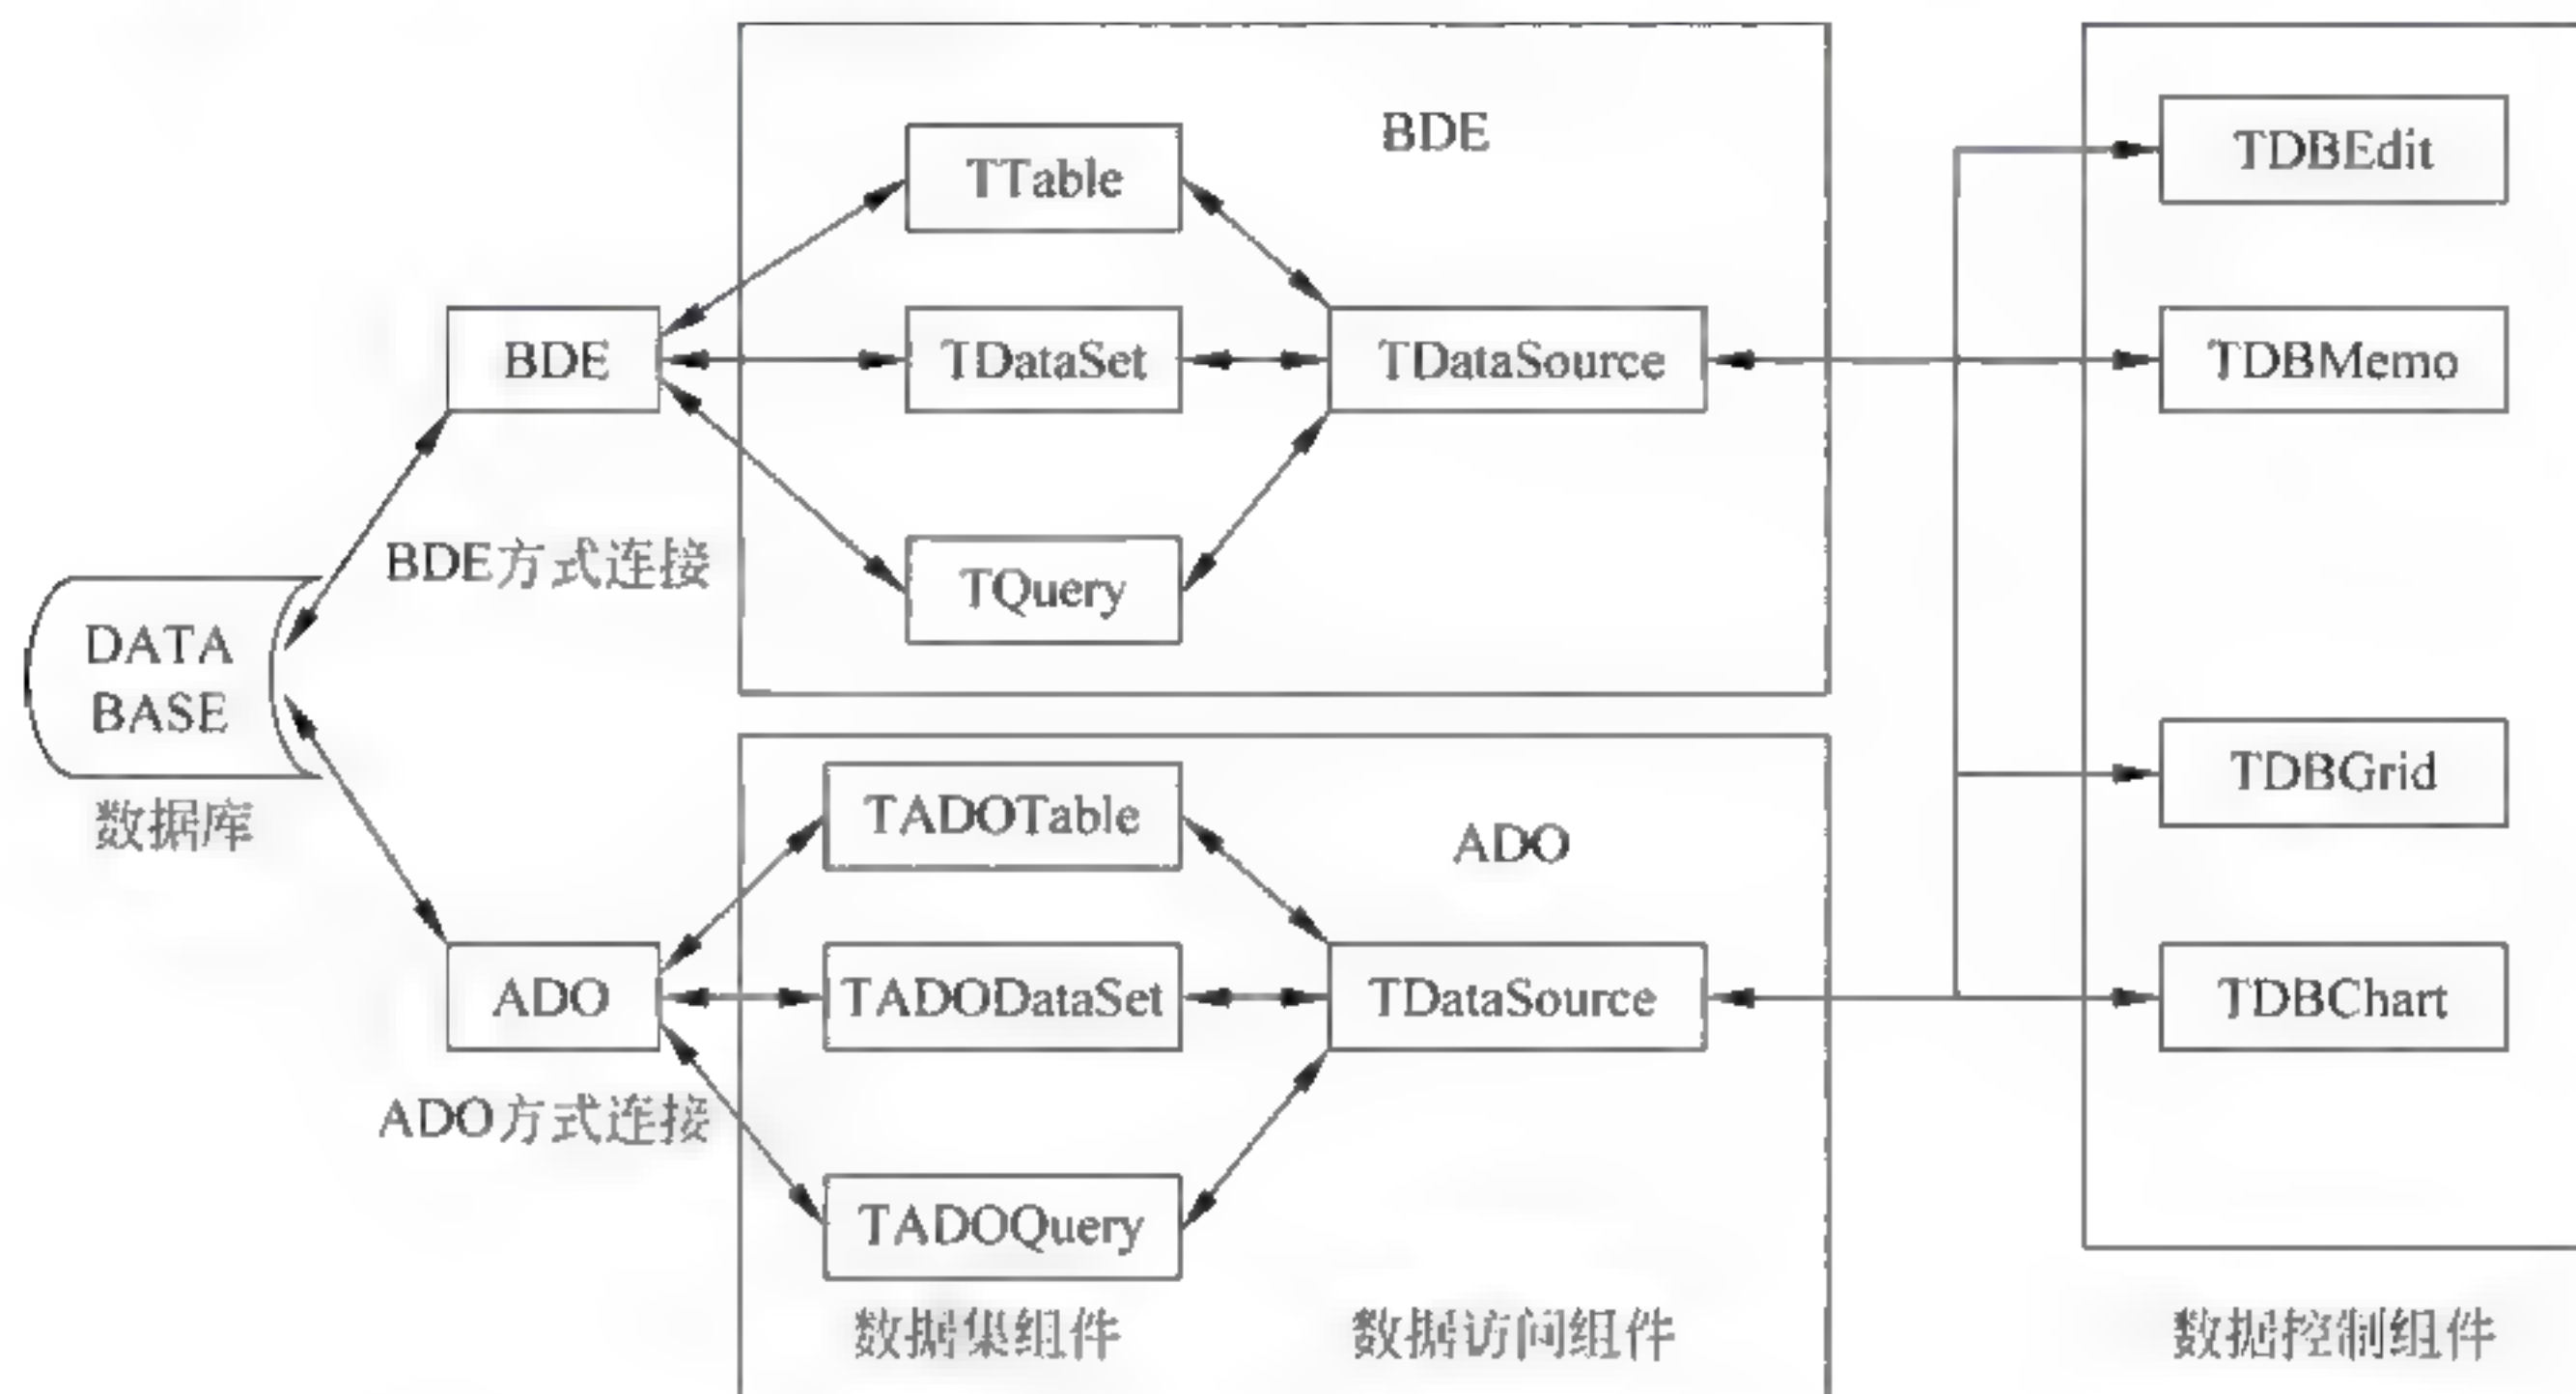 BDE
TTable
TDBEdit
BDE
TDataSet
TDataSource
TDBMemo
BDE方式连接
TQuery
DATA
BASE
数据库
TADOTable
ADO
TDBGrid
ADO
TADODataSet
TDataSource
TDBChart
ADO方式连接
TADOQuery
数据集组件
数据访问组件
数据控制组件